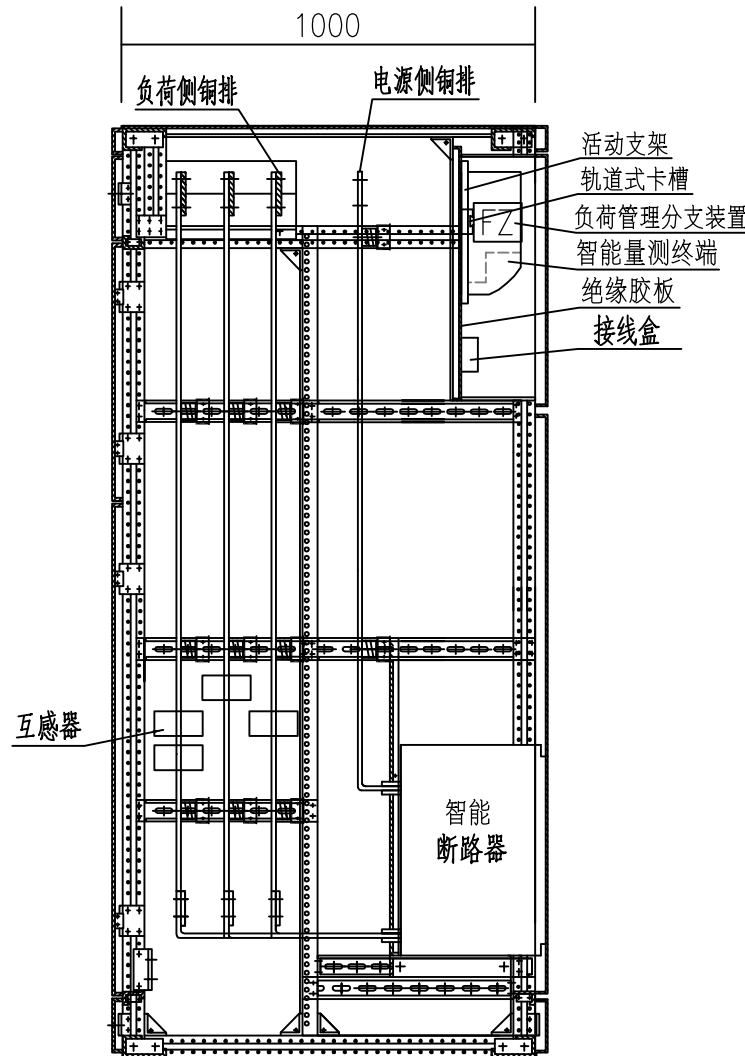 1000
负荷侧铜排
电源侧铜排
活动支架
轨道式卡槽
FZ
负荷管理分支装置
智能量测终端
绝缘胶板
接线盒
互感器
智能
断路器